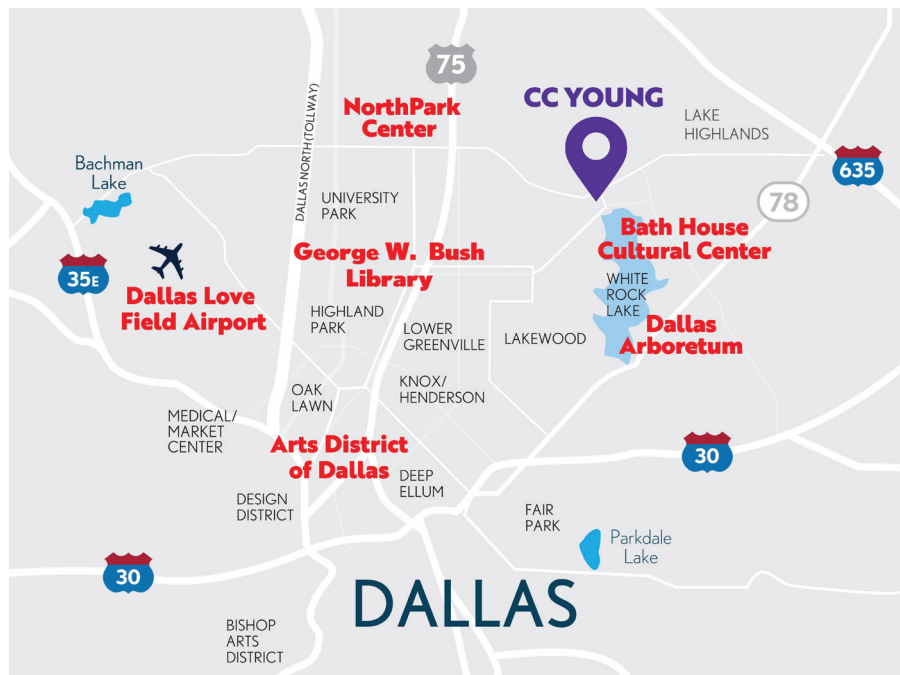 75
CC YOUNG
NorthPark
Center
LAKE
HIGHLANDS
DALLAS NORTH (TOLLWAY)
Bachman
Lake
635
UNIVERSITY
PARK
78
Bath House
Cultural Center
George W. Bush
Library
35E
WHITE
ROCK
LAKE
Dallas Love
Field Airport
HIGHLAND
PARK
LOWER
GREENVILLE
LAKEWOOD
Dallas
Arboretum
OAK
LAWN
KNOX/
HENDERSON
MEDICAL/
MARKET
CENTER
Arts District
of Dallas
30
DEEP
ELLUM
DESIGN
DISTRICT
FAIR
PARK
Parkdale
Lake
30
DALLAS
BISHOP
ARTS
DISTRICT